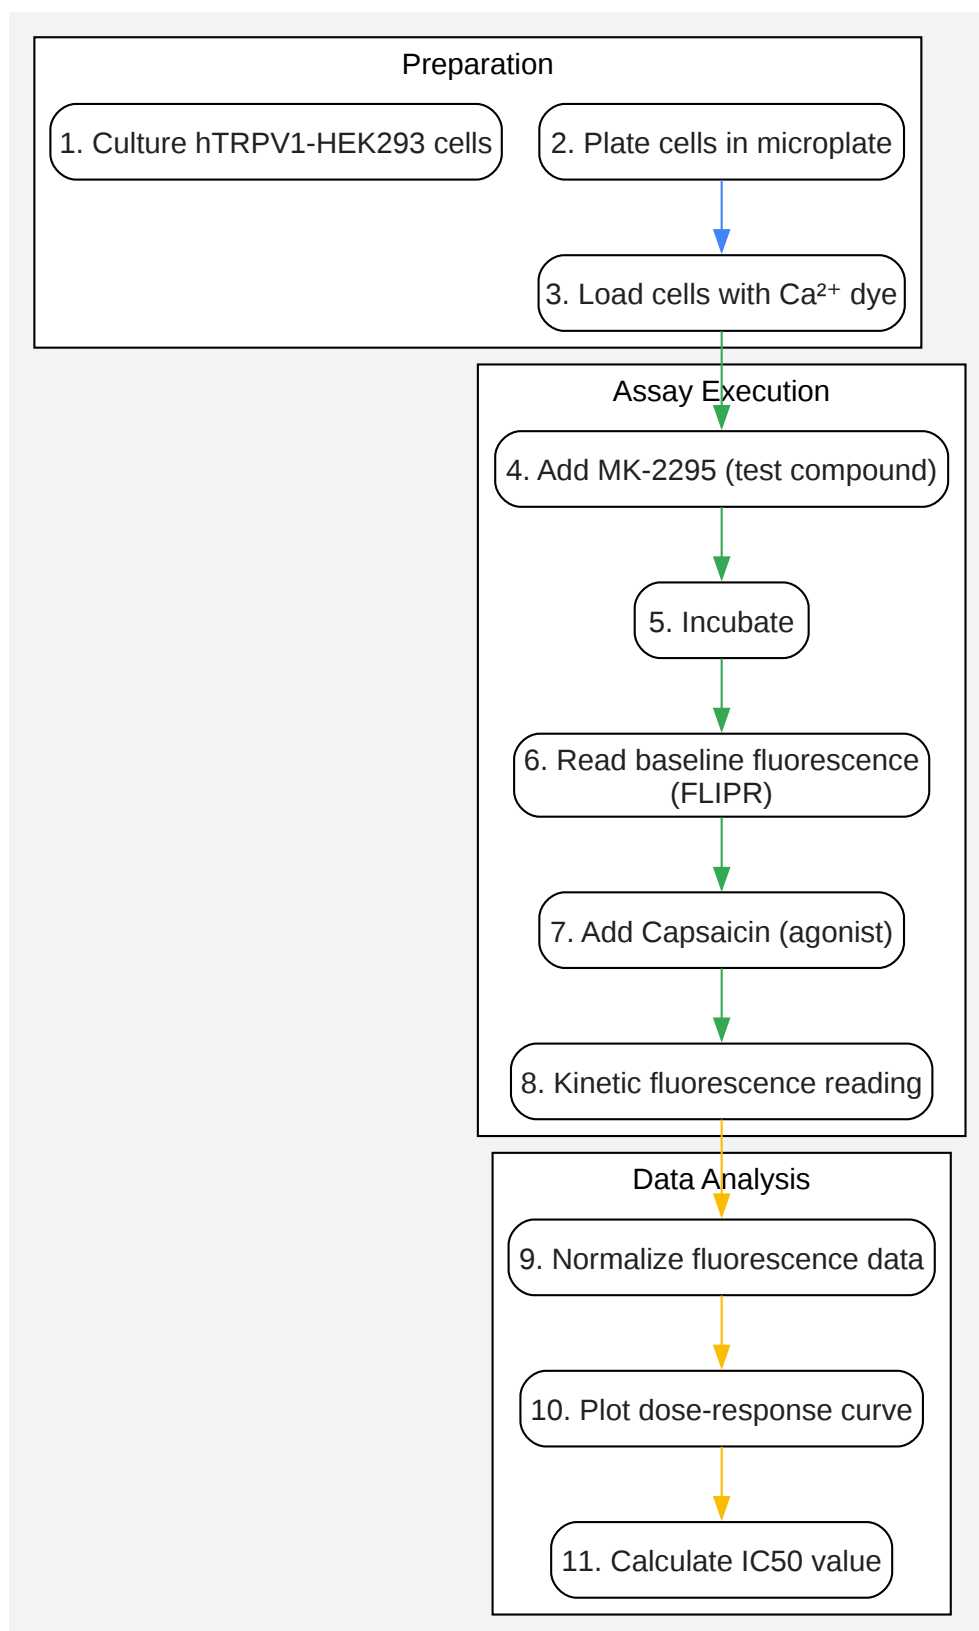 Preparation
1. Culture hTRPV1-HEK293 cells
2. Plate cells in microplate
3. Load cells with Ca²⁺ dye
Assay Execution
4. Add MK-2295 (test compound)
5. Incubate
6. Read baseline fluorescence
(FLIPR)
7. Add Capsaicin (agonist)
8. Kinetic fluorescence reading
Data Analysis
9. Normalize fluorescence data
10. Plot dose-response curve
11. Calculate IC50 value